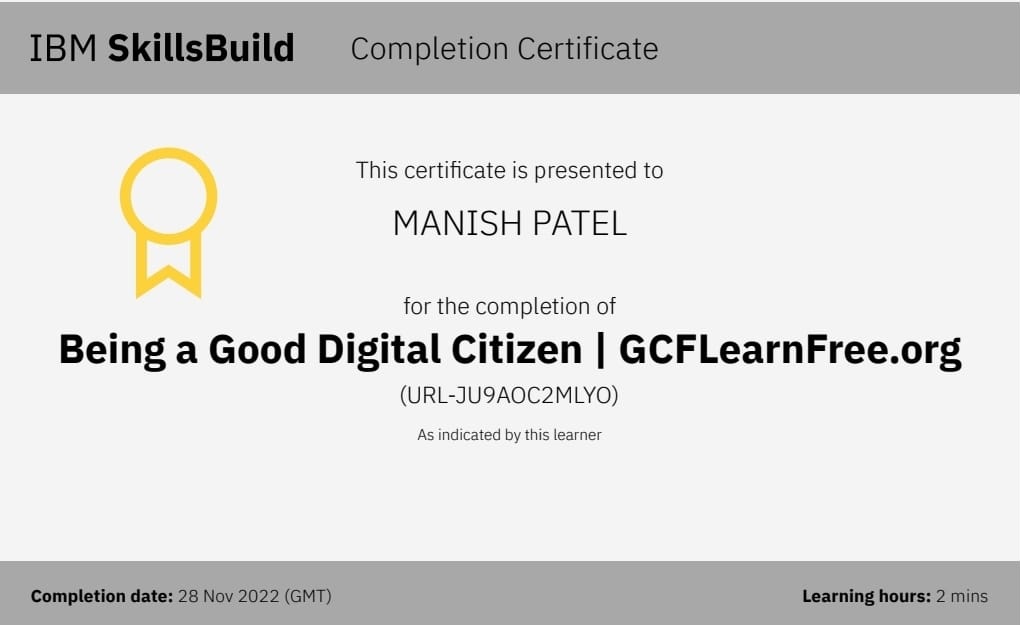 IBM SkillsBuild Completion Certificate
This certificate is presented to
MANISH PATEL
for the completion of
Being a Good Digital Citizen | GCFLearnFree.org
(URL-JU9AOC2MLYO)
As indicated by this learner
Completion date: 28 Nov 2022 (GMT) Learning hours: 2 mins